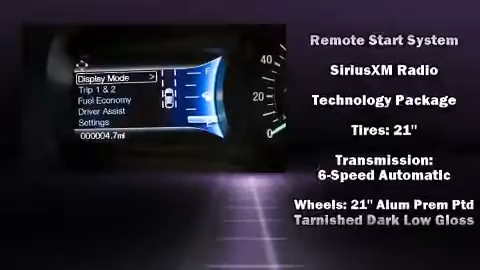 Display Mode >
Trip 1 & 2
Fuel Economy
Driver Assist
Settings
000004.7mi
F
E
40
20
0
Remote Start System
SiriusXM Radio
Technology Package
Tires: 21"
Transmission:
6-Speed Automatic
Wheels: 21" Alum Prem Ptd
Tarnished Dark Low Gloss